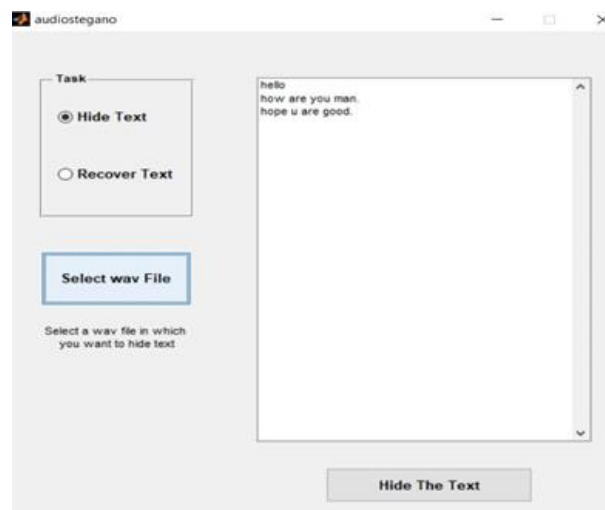 audiostegano
Task
Hide Text
Recover Text
Select wav File
Select a wav file in which
you want to hide text
hello
how are you man.
hope u are good.
Hide The Text